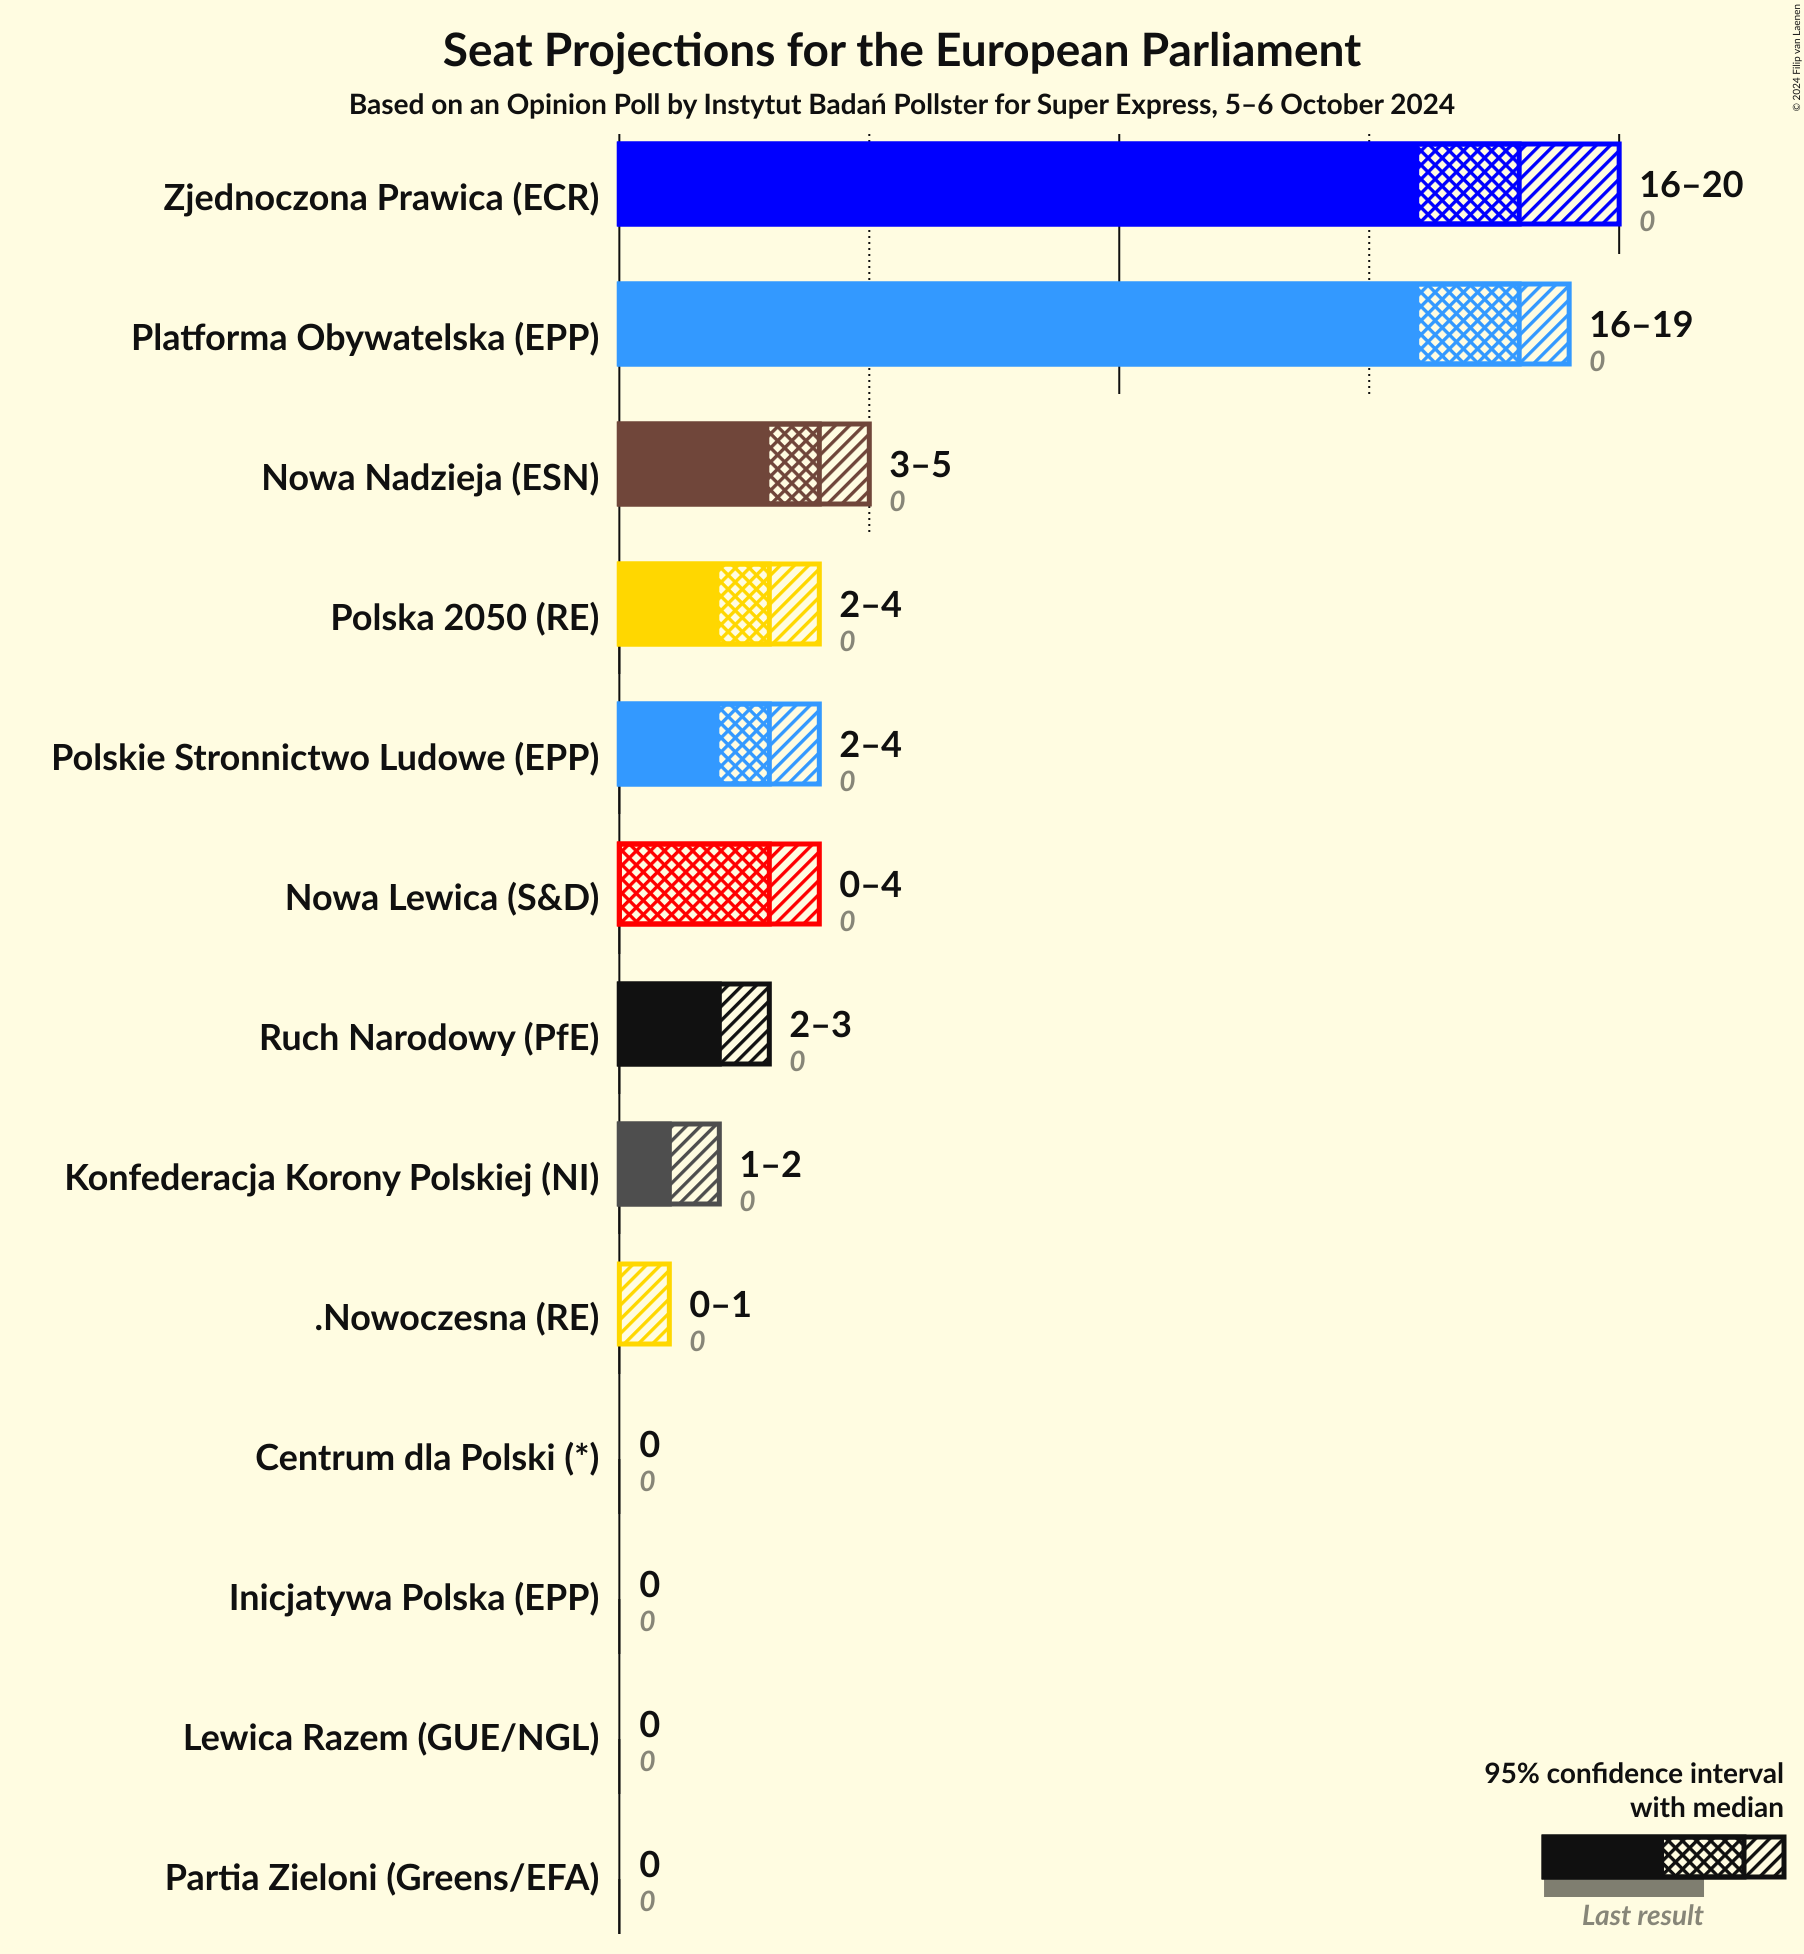 Seat Projections for the European Parliament
Based on an Opinion Poll by Instytut Badań Pollster for Super Express, 5–6 October 2024
© 2024 Filip van Laenen
Zjednoczona Prawica (ECR)
16–20
0
Platforma Obywatelska (EPP)
16–19
0
Nowa Nadzieja (ESN)
3–5
0
Polska 2050 (RE)
2–4
0
Polskie Stronnictwo Ludowe (EPP)
2–4
0
Nowa Lewica (S&D)
0–4
0
Ruch Narodowy (PfE)
2–3
0
Konfederacja Korony Polskiej (NI)
1–2
0
.Nowoczesna (RE)
0–1
0
Centrum dla Polski (*)
0
0
Inicjatywa Polska (EPP)
0
0
Lewica Razem (GUE/NGL)
0
0
Partia Zieloni (Greens/EFA)
0
0
95% confidence interval
with median
Last result